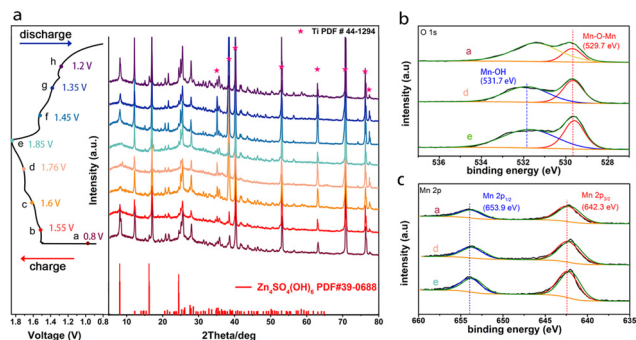 a
discharge
h
1.2 V
g
1.35 V
f
1.45 V
e
1.85 V
d
1.76 V
c
1.6 V
b
1.55 V
a
0.8 V
charge
1.8 1.6 1.4 1.2 1.0 0.8
Voltage (V)
Intensity (a.u.)
★ Ti PDF # 44-1294
Zn4SO4(OH)6 PDF#39-0688
10 20 30 40 50 60 70 80
2Theta/deg
b
O 1s
Mn-O-Mn
(529.7 eV)
a
Mn-OH
(531.7 eV)
d
e
intensity (a.u)
536 534 532 530 528
binding energy (eV)
c
Mn 2p
Mn 2p1/2
(653.9 eV)
Mn 2p3/2
(642.3 eV)
a
d
e
intensity (a.u)
660 655 650 645 640 635
binding energy (eV)